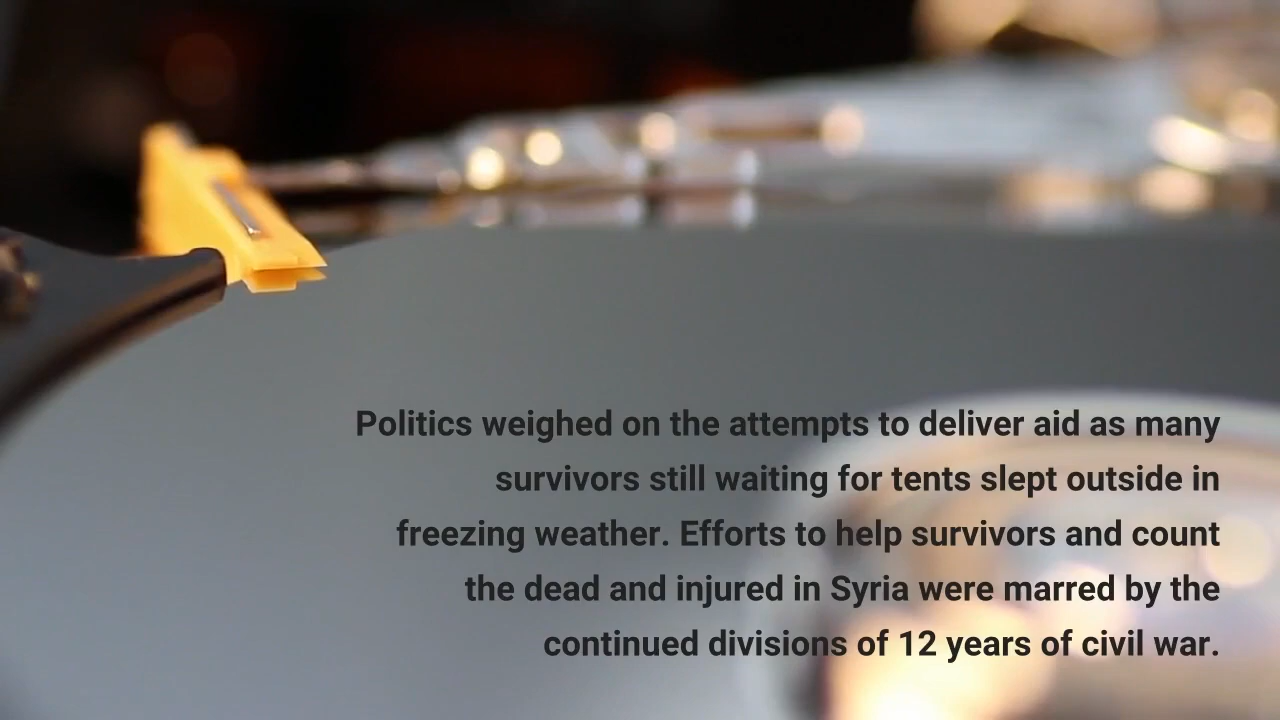 Politics weighed on the attempts to deliver aid as many
survivors still waiting for tents slept outside in
freezing weather. Efforts to help survivors and count
the dead and injured in Syria were marred by the
continued divisions of 12 years of civil war.